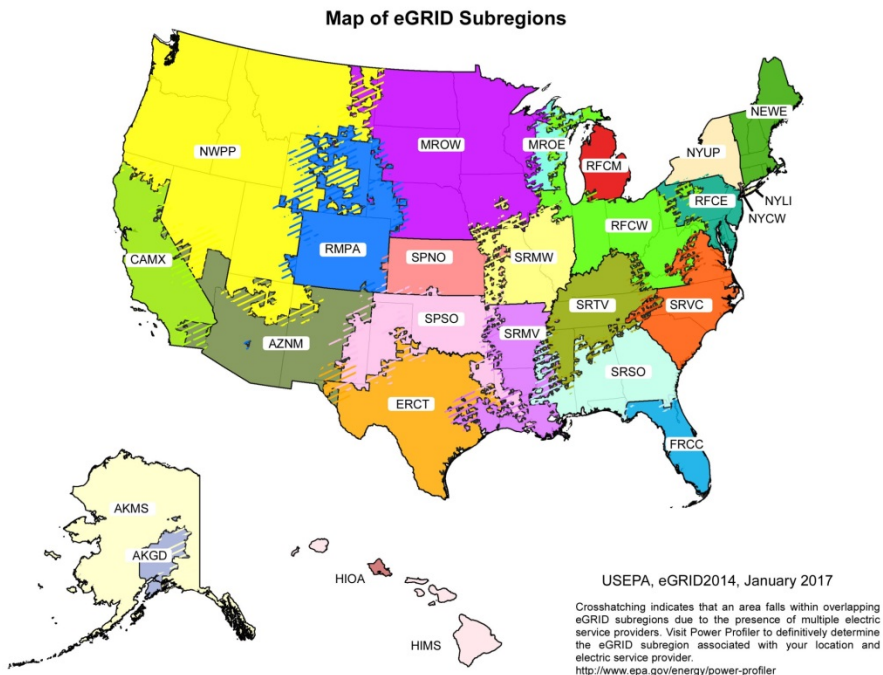 Map of eGRID Subregions
NEWE
NWPP
MROW
MROE
NYUP
RFCM
NYLI
RFCE
NYCW
RFCW
RMPA
SPNO
SRMW
CAMX
SRTV
SRVC
SPSO
SRMV
AZNM
SRSO
ERCT
FRCC
AKMS
AKGD
HIOA
HIMS
USEPA, eGRID2014, January 2017
Crosshatching indicates that an area falls within overlapping
eGRID subregions due to the presence of multiple electric
service providers. Visit Power Profiler to definitively determine
the eGRID subregion associated with your location and
electric service provider.
http://www.epa.gov/energy/power-profiler